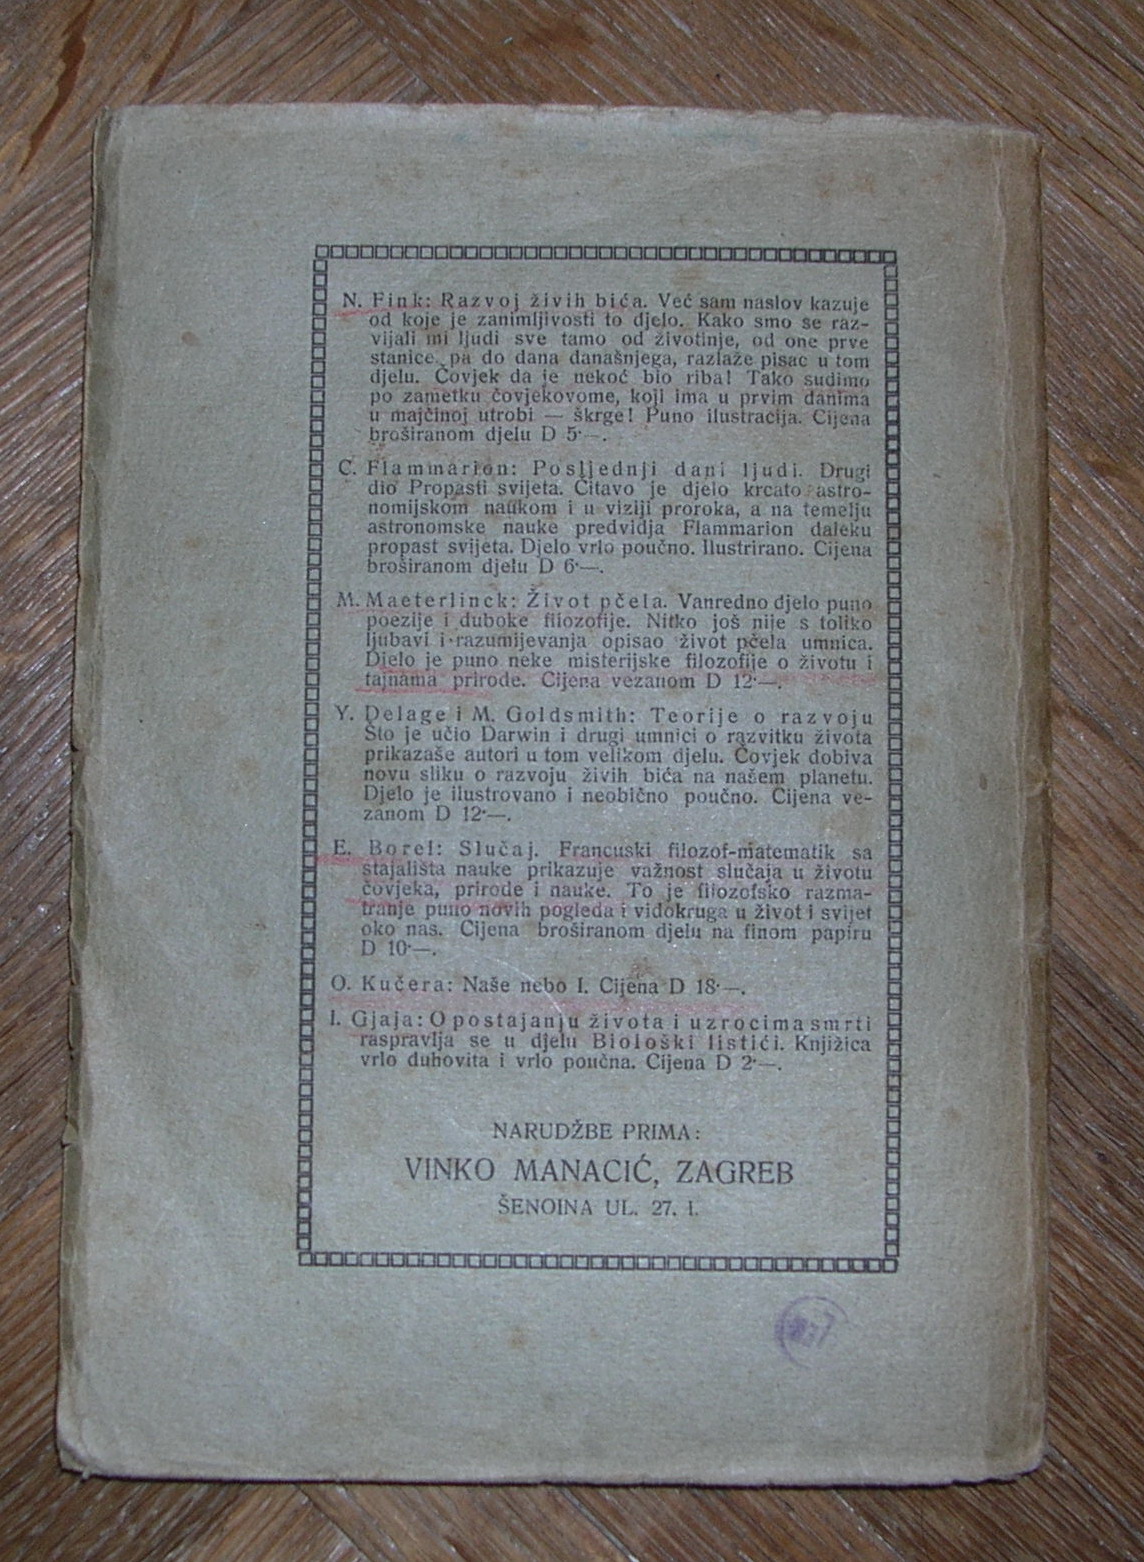 N. Fink: Razvoj živih bića. Već sam naslov kazuje
od koje je zanimljivosti to djelo. Kako smo se raz-
vijali mi ljudi sve tamo od životinje, od one prve
stanice pa do dana današnjega, razlaže pisac u tom
djelu. Čovjek da je nekoć bio riba! Tako sudimo
po zametku čovjekovome, koji ima u prvim danima
u majčinoj utrobi — škrge! Puno ilustracija. Cijena
broširanom djelu D 5·—.
C. Flammarion: Posljednji dani ljudi. Drugi
dio Propasti svijeta. Čitavo je djelo krcato astro-
nomijskom naukom i u viziji proroka, a na temelju
astronomske nauke predvidja Flammarion daleku
propast svijeta. Djelo vrlo poučno. Ilustrirano. Cijena
broširanom djelu D 6·—.
M. Maeterlinck: Život pčela. Vanredno djelo puno
poezije i duboke filozofije. Nitko još nije s toliko
ljubavi i razumijevanja opisao život pčela umnica.
Djelo je puno neke misterijske filozofije o životu i
tajnama prirode. Cijena vezanom D 12·—.
Y. Delage i M. Goldsmith: Teorije o razvoju
Što je učio Darwin i drugi umnici o razvitku života
prikazaše autori u tom velikom djelu. Čovjek dobiva
novu sliku o razvoju živih bića na našem planetu.
Djelo je ilustrovano i neobično poučno. Cijena ve-
zanom D 12·—.
E. Borel: Slučaj. Francuski filozof-matematik sa
stajališta nauke prikazuje važnost slučaja u životu
čovjeka, prirode i nauke. To je filozofsko razma-
tranje puno novih pogleda i vidokruga u život i svijet
oko nas. Cijena broširanom djelu na finom papiru
D 10·—.
O. Kučera: Naše nebo I. Cijena D 18·—.
I. Gjaja: O postajanju života i uzrocima smrti
raspravlja se u djelu Biološki listići. Knjižica
vrlo duhovita i vrlo poučna. Cijena D 2·—.
NARUDŽBE PRIMA:
VINKO MANACIĆ, ZAGREB
ŠENOINA UL. 27. I.